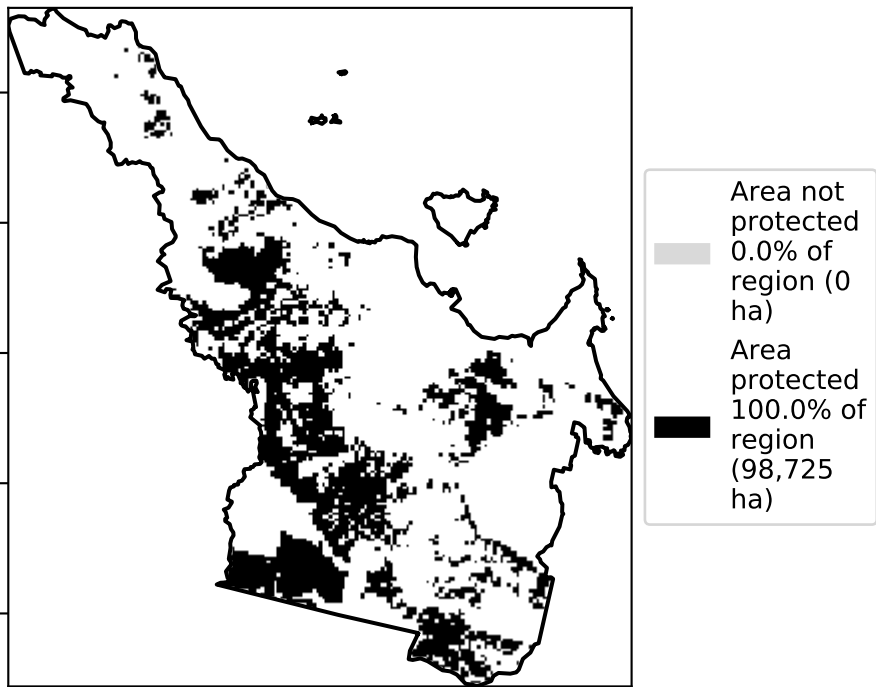 Area not
protected
0.0% of
region (0
ha)
Area
protected
100.0% of
region
(98,725
ha)